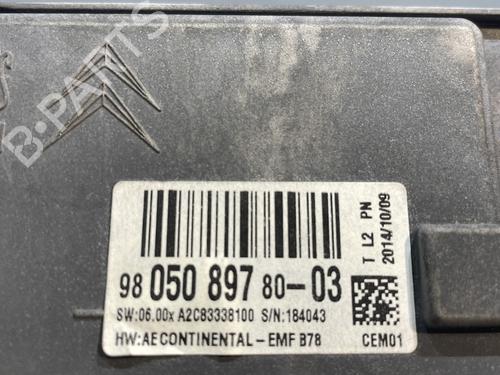 B-PARTS
98 050 897 80-03
SW:06.00x A2C83338100 S/N:184043
HW:AE CONTINENTAL-EMF B78
CEM01
T L2 PN
2014/10/09